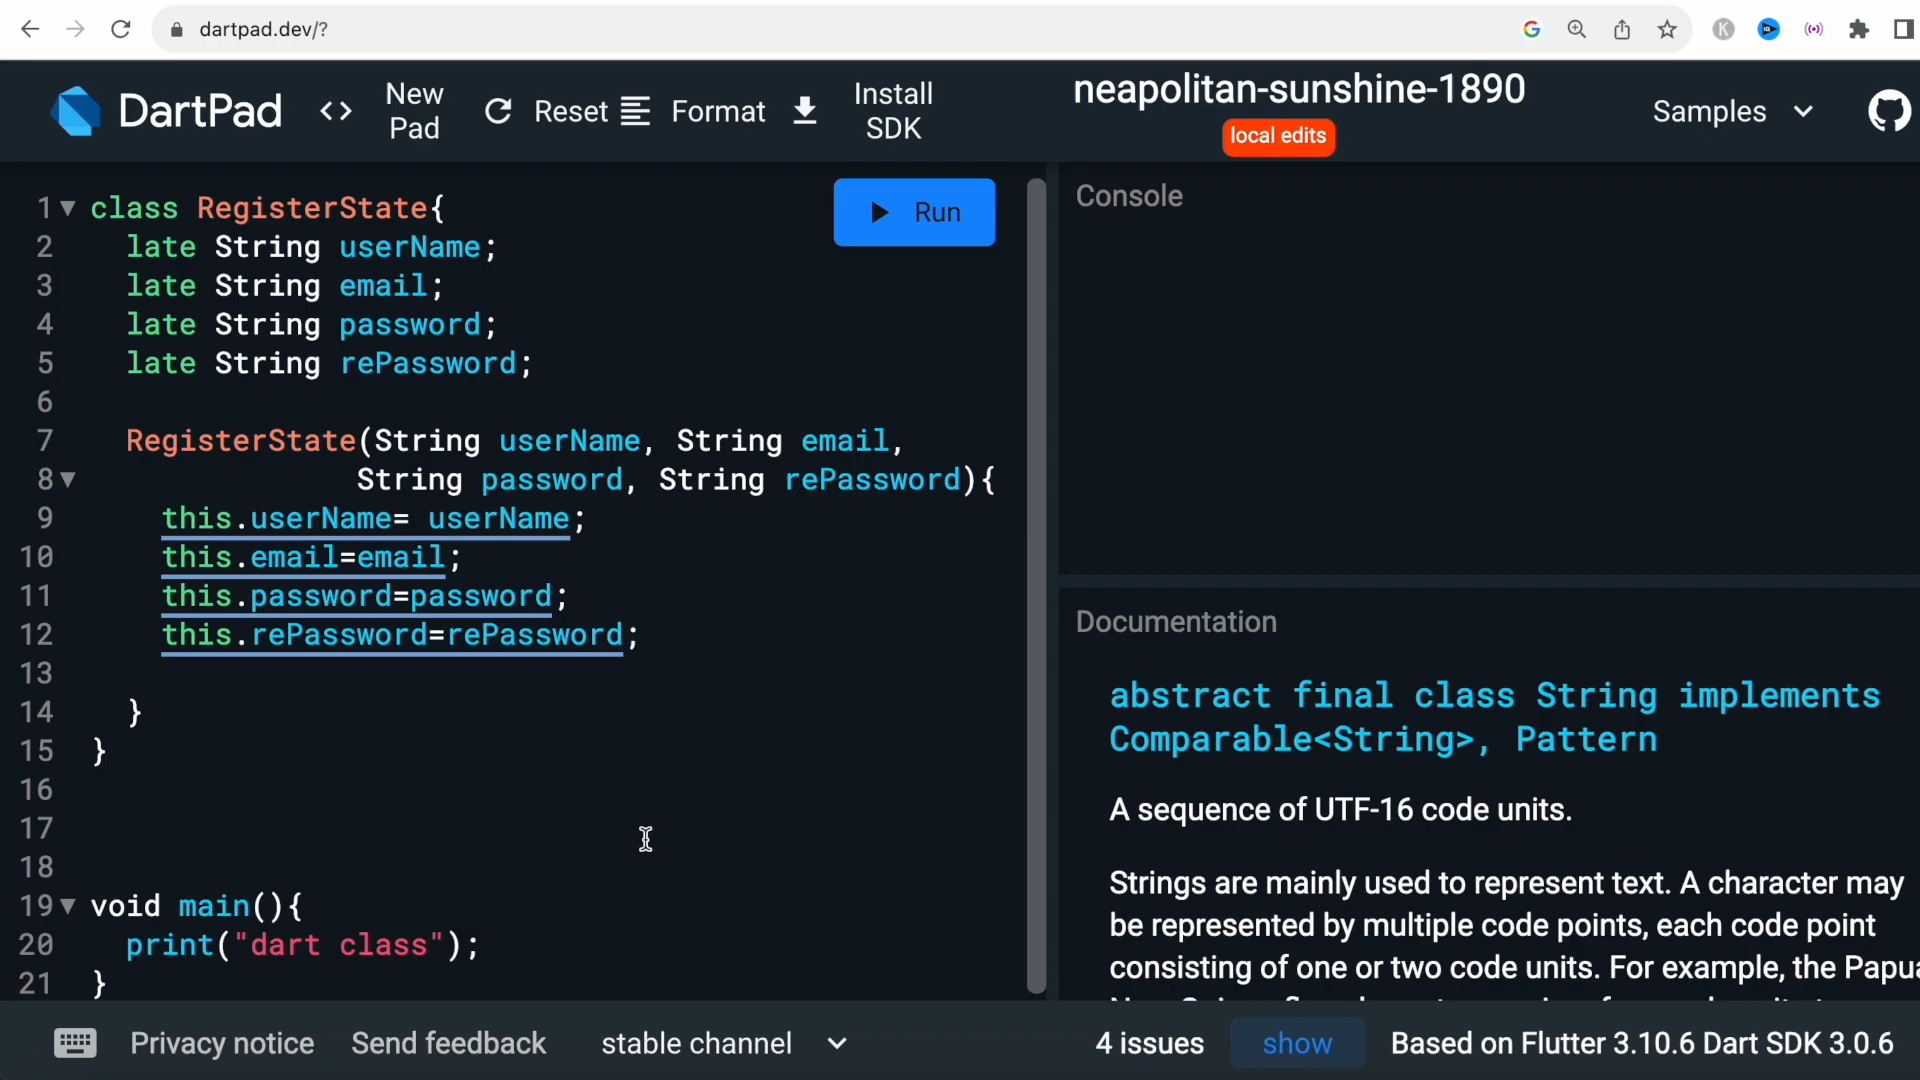 dartpad.dev/?
DartPad
<> New Pad
Reset
Format
Install SDK
neapolitan-sunshine-1890
local edits
Samples
Run
1 class RegisterState{
2 late String userName;
3 late String email;
4 late String password;
5 late String rePassword;
6
7 RegisterState(String userName, String email,
8 String password, String rePassword){
9 this.userName= userName;
10 this.email=email;
11 this.password=password;
12 this.rePassword=rePassword;
13
14 }
15 }
16
17
18
19 void main(){
20 print("dart class");
21 }
Console
Documentation
abstract final class String implements
Comparable<String>, Pattern
A sequence of UTF-16 code units.
Strings are mainly used to represent text. A character may
be represented by multiple code points, each code point
consisting of one or two code units. For example, the Papua
Privacy notice
Send feedback
stable channel
4 issues
show
Based on Flutter 3.10.6 Dart SDK 3.0.6